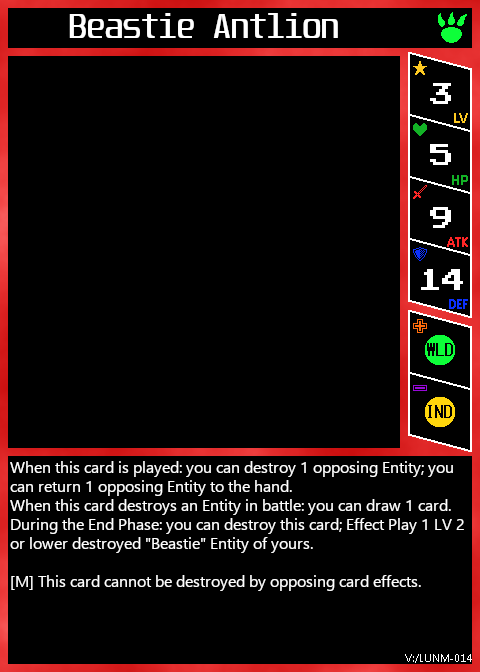 Beastie Antlion
3
LV
5
HP
9
ATK
14
DEF
WLD
IND
When this card is played: you can destroy 1 opposing Entity; you
can return 1 opposing Entity to the hand.
When this card destroys an Entity in battle: you can draw 1 card.
During the End Phase: you can destroy this card; Effect Play 1 LV 2
or lower destroyed "Beastie" Entity of yours.
[M] This card cannot be destroyed by opposing card effects.
V:/LUNM-014